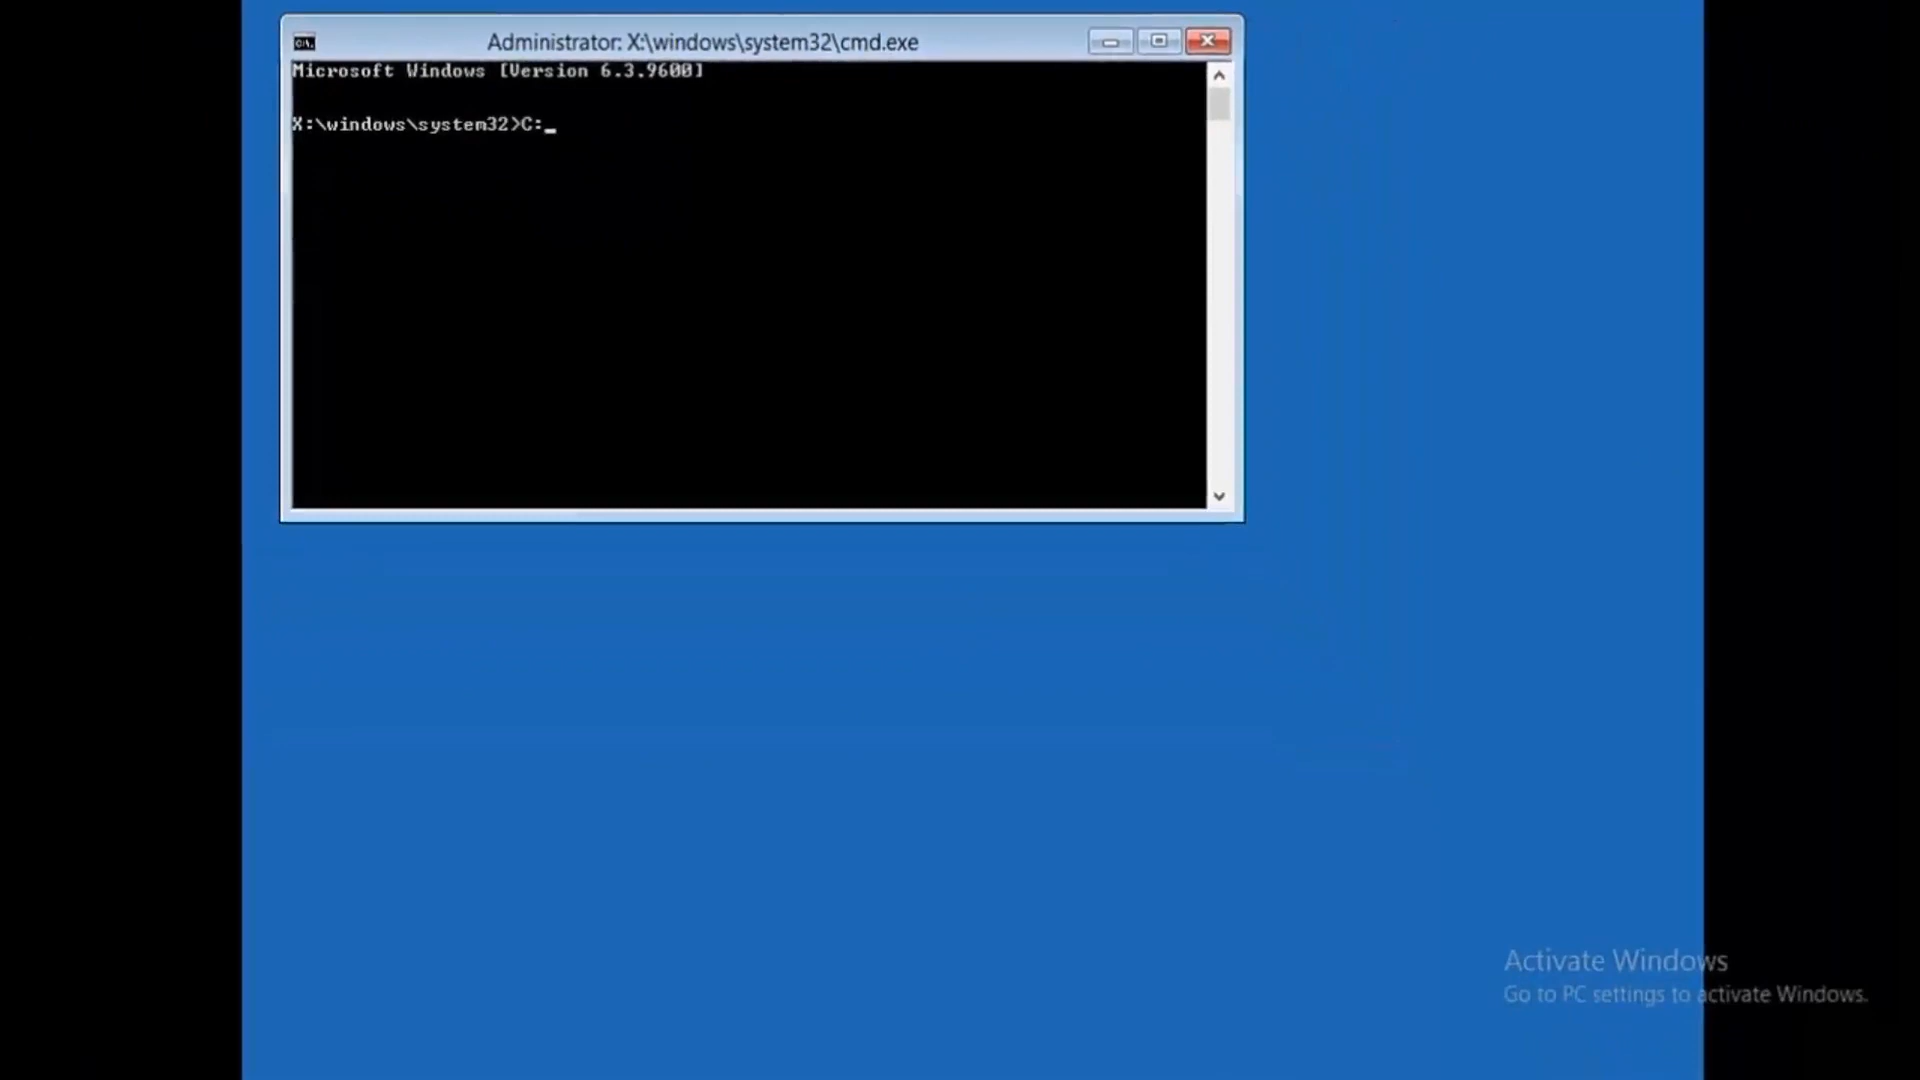 Administrator: X:\windows\system32\cmd.exe
Microsoft Windows [Version 6.3.9600]
X:\windows\system32>C:_
Activate Windows
Go to PC settings to activate Windows.